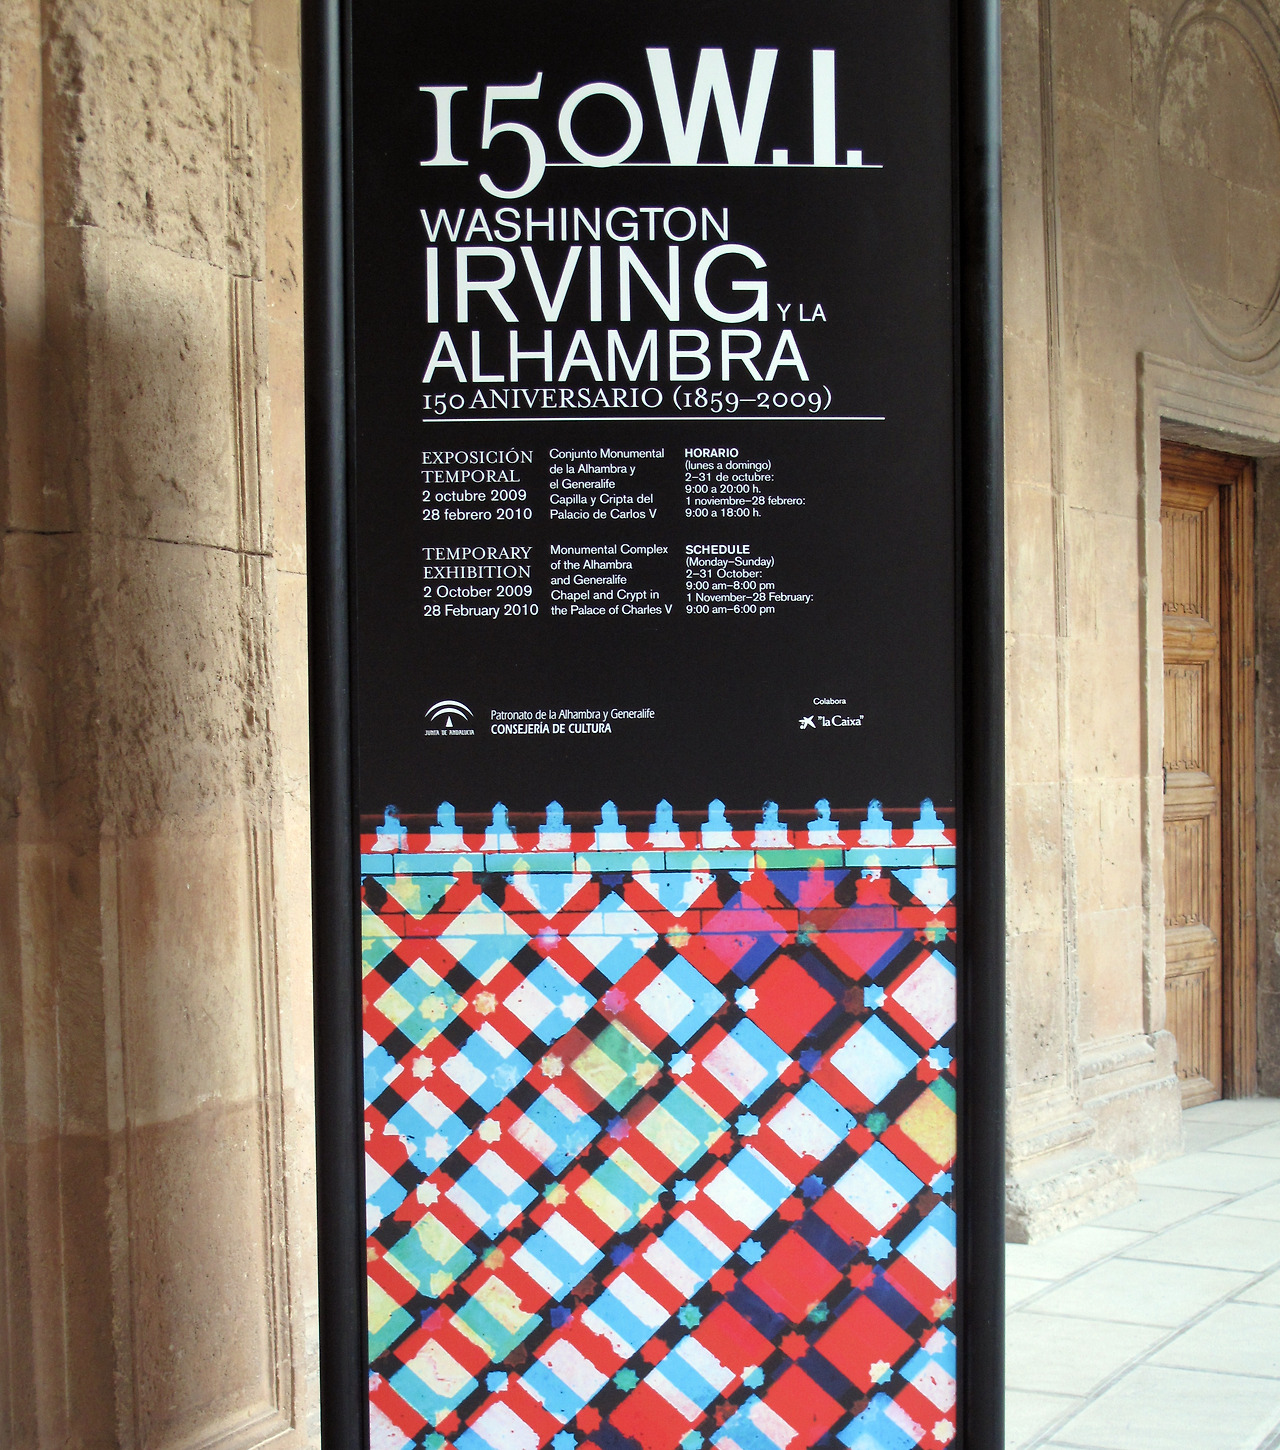 150 W.I.
WASHINGTON
IRVING Y LA
ALHAMBRA
150 ANIVERSARIO (1859–2009)
EXPOSICIÓN
TEMPORAL
2 octubre 2009
28 febrero 2010
Conjunto Monumental
de la Alhambra y
el Generalife
Capilla y Cripta del
Palacio de Carlos V
HORARIO
(lunes a domingo)
2–31 de octubre:
9:00 a 20:00 h.
1 noviembre–28 febrero:
9:00 a 18:00 h.
TEMPORARY
EXHIBITION
2 October 2009
28 February 2010
Monumental Complex
of the Alhambra
and Generalife
Chapel and Crypt in
the Palace of Charles V
SCHEDULE
(Monday–Sunday)
2–31 October:
9:00 am–8:00 pm
1 November–28 February:
9:00 am–6:00 pm
JUNTA DE ANDALUCIA
Patronato de la Alhambra y Generalife
CONSEJERÍA DE CULTURA
Colabora
"la Caixa"